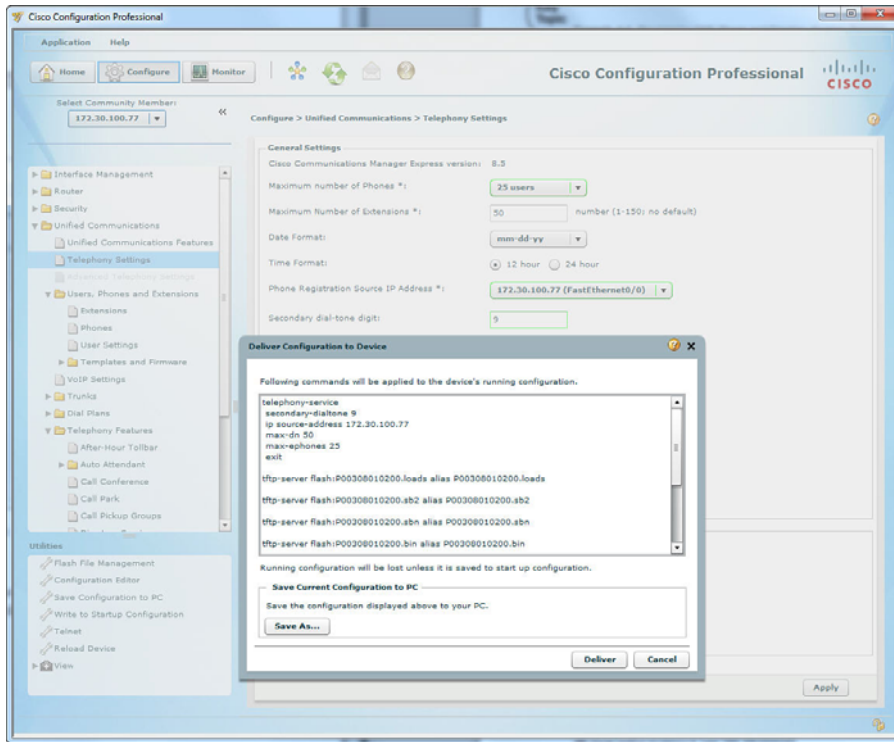 Cisco Configuration Professional
Application Help
Home Configure Monitor
Cisco Configuration Professional
CISCO
Select Community Member:
172.30.100.77
«
Configure > Unified Communications > Telephony Settings
Interface Management
Router
Security
Unified Communications
Unified Communications Features
Telephony Settings
Advanced Telephony Settings
Users, Phones and Extensions
Extensions
Phones
User Settings
Templates and Firmware
VoIP Settings
Trunks
Dial Plans
Telephony Features
After-Hour Tollbar
Auto Attendant
Call Conference
Call Park
Call Pickup Groups
Utilities
Flash File Management
Configuration Editor
Save Configuration to PC
Write to Startup Configuration
Telnet
Reload Device
View
General Settings
Cisco Communications Manager Express version: 8.5
Maximum number of Phones *: 25 users
Maximum Number of Extensions *: 50 number (1-150; no default)
Date Format: mm-dd-yy
Time Format: 12 hour 24 hour
Phone Registration Source IP Address *: 172.30.100.77 (FastEthernet0/0)
Secondary dial-tone digit: 9
Deliver Configuration to Device
Following commands will be applied to the device's running configuration.
telephony-service
secondary-dialtone 9
ip source-address 172.30.100.77
max-dn 50
max-ephones 25
exit
tftp-server flash:P00308010200.loads alias P00308010200.loads
tftp-server flash:P00308010200.sb2 alias P00308010200.sb2
tftp-server flash:P00308010200.sbn alias P00308010200.sbn
tftp-server flash:P00308010200.bin alias P00308010200.bin
Running configuration will be lost unless it is saved to start up configuration.
Save Current Configuration to PC
Save the configuration displayed above to your PC.
Save As...
Deliver Cancel
Apply